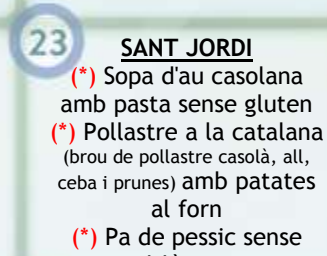 23
SANT JORDI
(*) Sopa d'au casolana
amb pasta sense gluten
(*) Pollastre a la catalana
(brou de pollastre casolà, all,
ceba i prunes) amb patates
al forn
(*) Pa de pessic sense